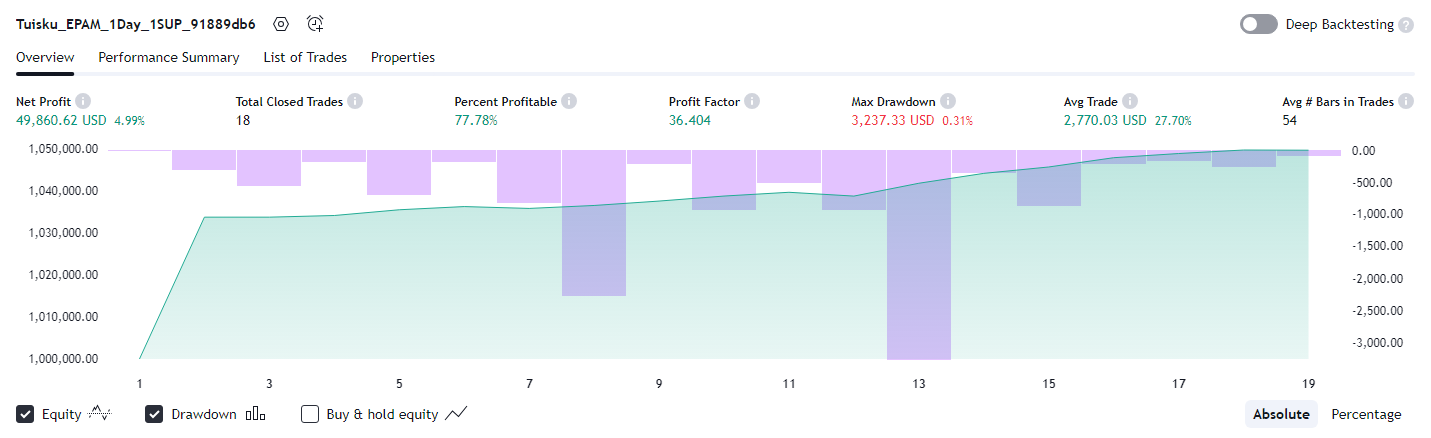 Tuisku_EPAM_1Day_1SUP_91889db6 Deep Backtesting ?
Overview Performance Summary List of Trades Properties
Net Profit i Total Closed Trades i Percent Profitable i Profit Factor i Max Drawdown i Avg Trade i Avg # Bars in Trades i
49,860.62 USD 4.99% 18 77.78% 36.404 3,237.33 USD 0.31% 2,770.03 USD 27.70% 54
1,050,000.00 0.00
1,040,000.00 -500.00
1,030,000.00 -1,000.00
1,020,000.00 -1,500.00
1,010,000.00 -2,000.00
1,000,000.00 -2,500.00
-3,000.00
1 3 5 7 9 11 13 15 17 19
Equity Drawdown Buy & hold equity Absolute Percentage